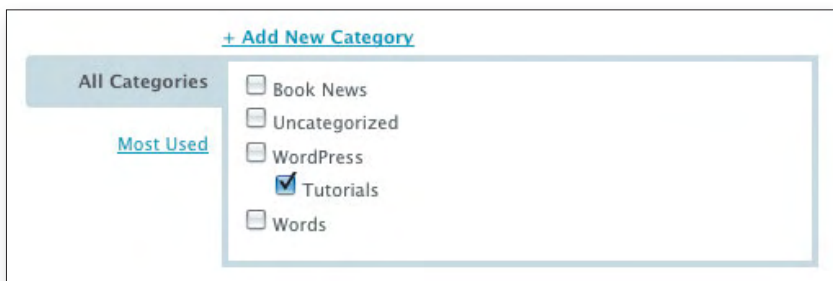 + Add New Category
All Categories
Most Used
Book News
Uncategorized
WordPress
Tutorials
Words